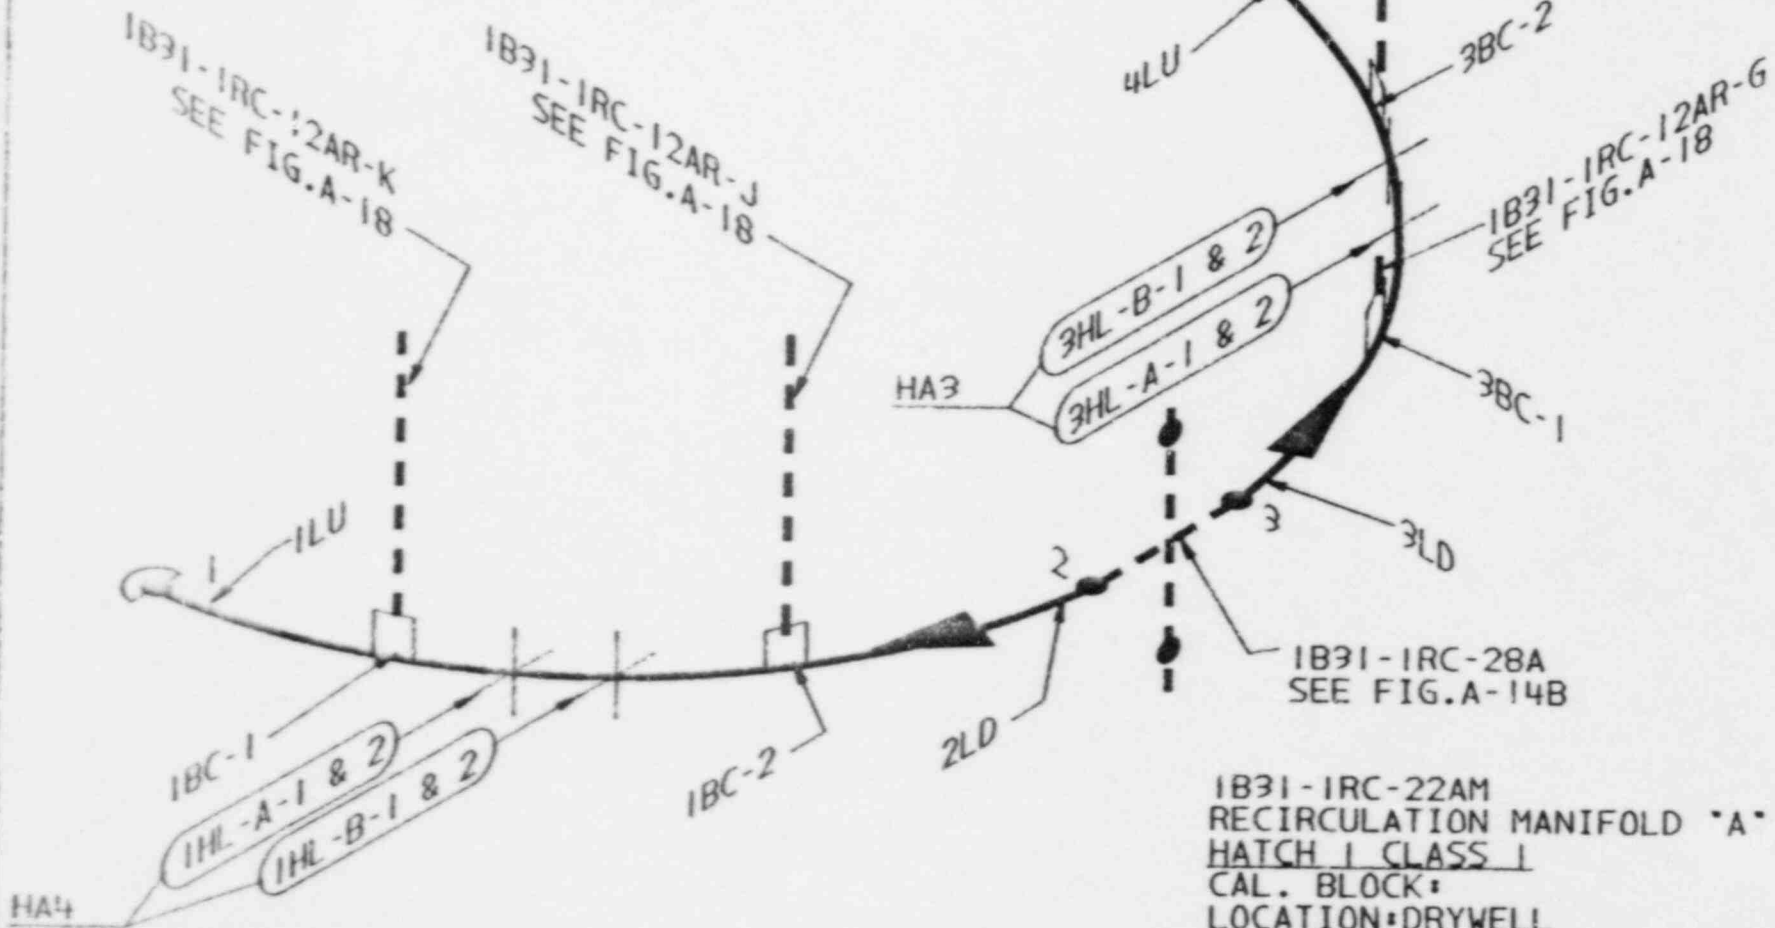 1B31-1RC-12AR-K
SEE FIG.A-18
1B31-1RC-12AR-J
SEE FIG.A-18
4LU
3BC-2
1B31-1RC-12AR-G
SEE FIG.A-18
3HL-B-1 & 2
3HL-A-1 & 2
HA3
3BC-1
1
1LU
2
3
3LD
1B31-1RC-28A
SEE FIG.A-14B
2LD
1BC-1
1HL-A-1 & 2
1HL-B-1 & 2
1BC-2
HA4
1B31-1RC-22AM
RECIRCULATION MANIFOLD "A"
HATCH 1 CLASS 1
CAL. BLOCK:
LOCATION:DRYWELL